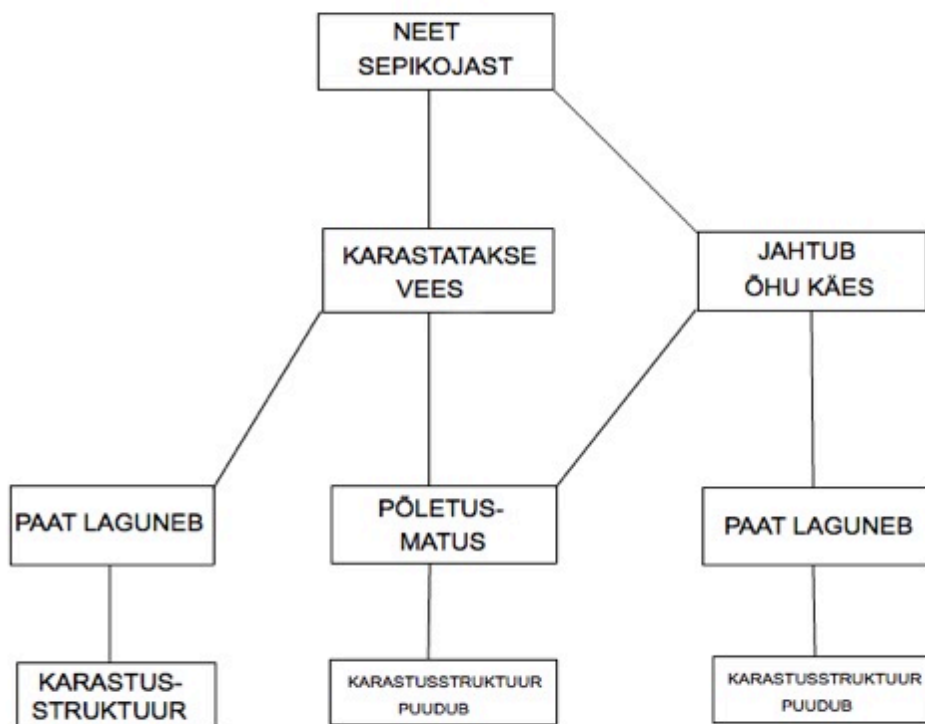 NEET
SEPIKOJAST
KARASTATAKSE
VEES
JAHTUB
ÕHU KÄES
PAAT LAGUNEB
PÕLETUS-
MATUS
PAAT LAGUNEB
KARASTUS-
STRUKTUUR
KARASTUSSTRUKTUUR
PUUDUB
KARASTUSSTRUKTUUR
PUUDUB